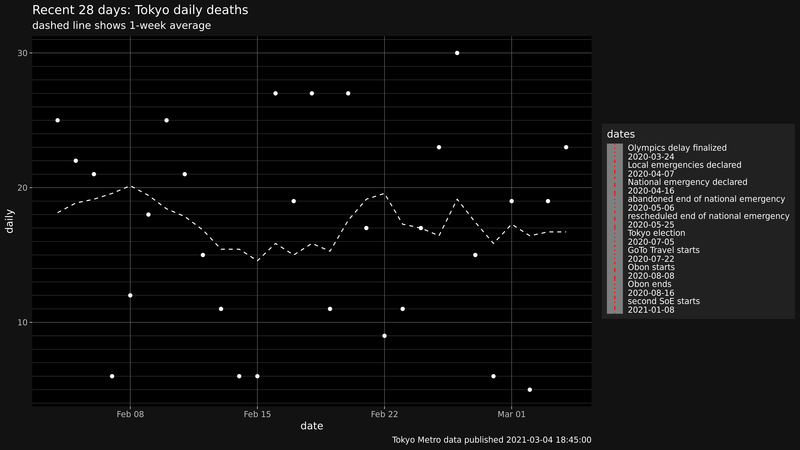 Recent 28 days: Tokyo daily deaths
dashed line shows 1-week average
30
20
10
daily
Feb 08
Feb 15
Feb 22
Mar 01
date
dates
Olympics delay finalized
2020-03-24
Local emergencies declared
2020-04-07
National emergency declared
2020-04-16
abandoned end of national emergency
2020-05-06
rescheduled end of national emergency
2020-05-25
Tokyo election
2020-07-05
GoTo Travel starts
2020-07-22
Obon starts
2020-08-08
Obon ends
2020-08-16
second SoE starts
2021-01-08
Tokyo Metro data published 2021-03-04 18:45:00